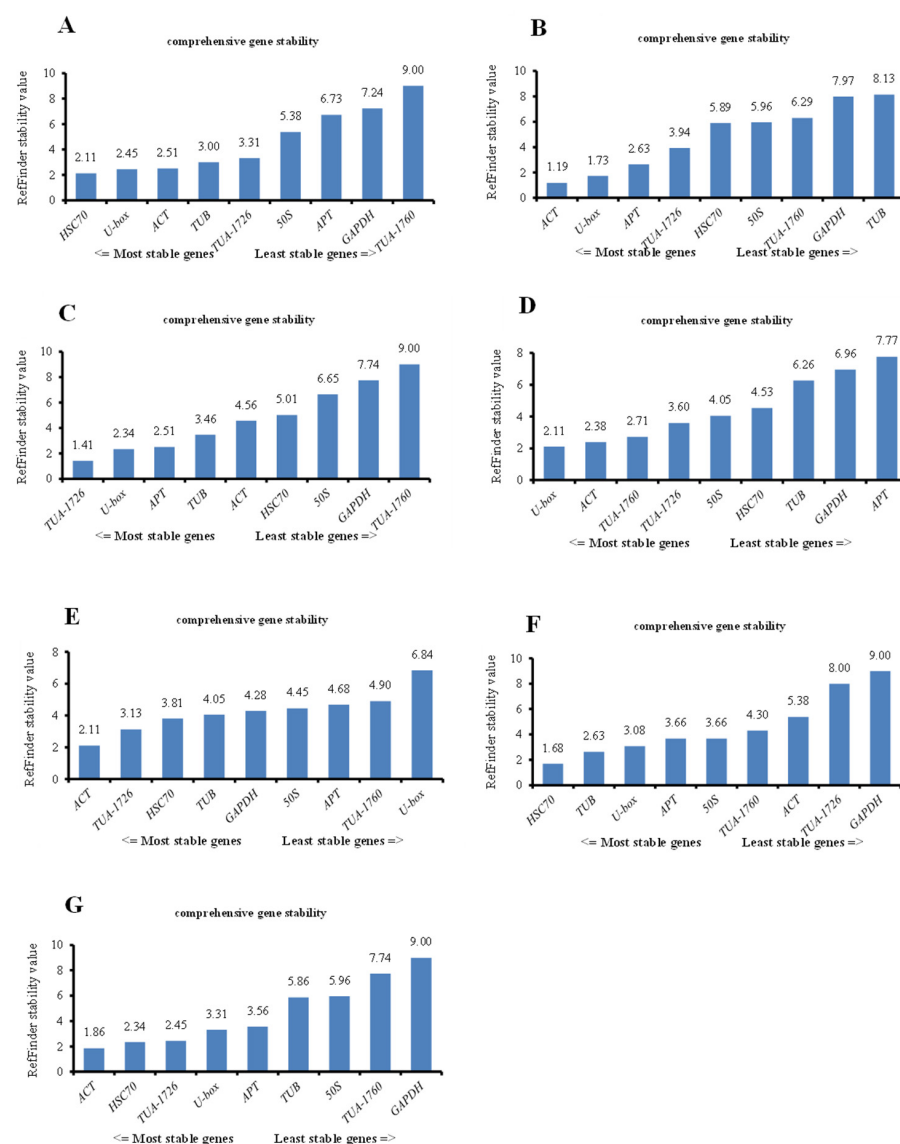 A
comprehensive gene stability
RefFinder stability value
10
8
6
4
2
0
2.11 2.45 2.51 3.00 3.31 5.38 6.73 7.24 9.00
HSC70 U-box ACT TUB TUA-1726 50S APT GAPDH TUA-1760
<= Most stable genes Least stable genes =>
B
comprehensive gene stability
RefFinder stability value
10
8
6
4
2
0
1.19 1.73 2.63 3.94 5.89 5.96 6.29 7.97 8.13
ACT U-box APT TUA-1726 HSC70 50S TUA-1760 GAPDH TUB
<= Most stable genes Least stable genes =>
C
comprehensive gene stability
RefFinder stability value
10
8
6
4
2
0
1.41 2.34 2.51 3.46 4.56 5.01 6.65 7.74 9.00
TUA-1726 U-box APT TUB ACT HSC70 50S GAPDH TUA-1760
<= Most stable genes Least stable genes =>
D
comprehensive gene stability
RefFinder stability value
8
6
4
2
0
2.11 2.38 2.71 3.60 4.05 4.53 6.26 6.96 7.77
U-box ACT TUA-1760 TUA-1726 50S HSC70 TUB GAPDH APT
<= Most stable genes Least stable genes =>
E
comprehensive gene stability
RefFinder stability value
8
6
4
2
0
2.11 3.13 3.81 4.05 4.28 4.45 4.68 4.90 6.84
ACT TUA-1726 HSC70 TUB GAPDH 50S APT TUA-1760 U-box
<= Most stable genes Least stable genes =>
F
comprehensive gene stability
RefFinder stability value
10
8
6
4
2
0
1.68 2.63 3.08 3.66 3.66 4.30 5.38 8.00 9.00
HSC70 TUB U-box APT 50S TUA-1760 ACT TUA-1726 GAPDH
<= Most stable genes Least stable genes =>
G
comprehensive gene stability
RefFinder stability value
10
8
6
4
2
0
1.86 2.34 2.45 3.31 3.56 5.86 5.96 7.74 9.00
ACT HSC70 TUA-1726 U-box APT TUB 50S TUA-1760 GAPDH
<= Most stable genes Least stable genes =>